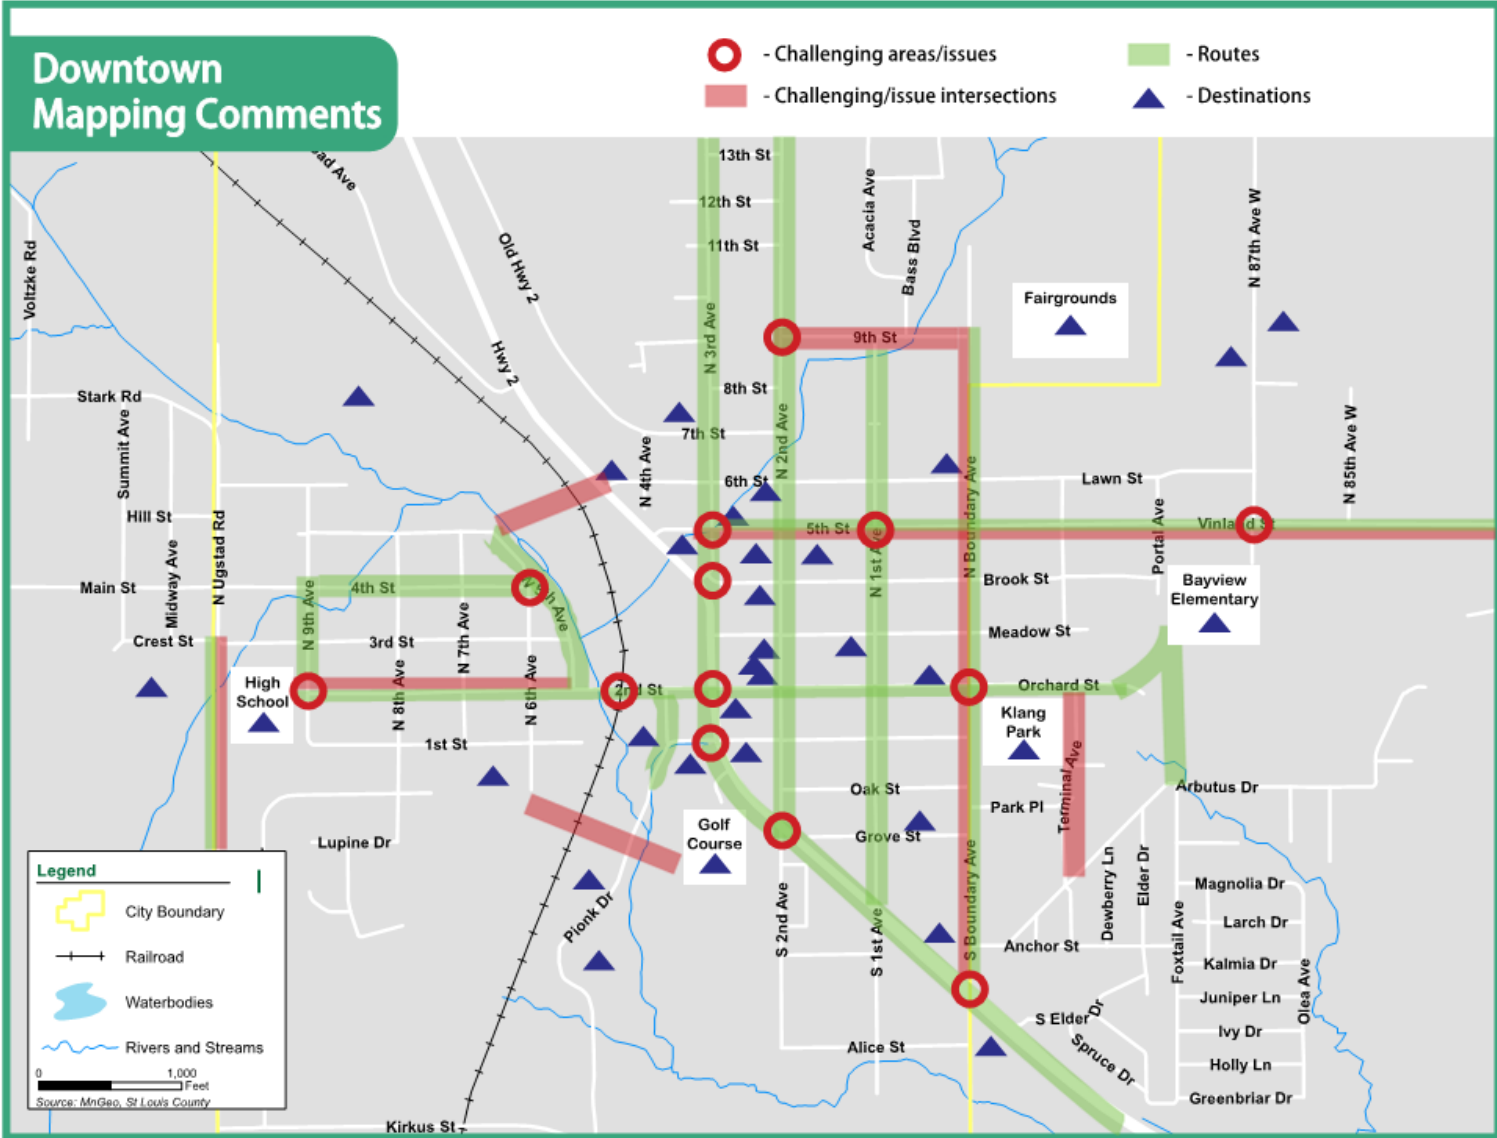 Downtown
Mapping Comments
- Challenging areas/issues
- Routes
- Challenging/issue intersections
- Destinations
13th St
12th St
11th St
Acacia Ave
Bass Blvd
N 87th Ave W
Voltzke Rd
Old Hwy 2
Hwy 2
N 3rd Ave
Fairgrounds
9th St
8th St
7th St
Stark Rd
Summit Ave
N 4th Ave
N 2nd Ave
6th St
Lawn St
N 85th Ave W
Hill St
Midway Ave
N Ugstad Rd
5th St
N 1st Ave
N Boundary Ave
Portal Ave
Main St
N 9th Ave
4th St
Brook St
Bayview
Elementary
Crest St
3rd St
N 7th Ave
Meadow St
High
School
N 8th Ave
N 6th Ave
2nd St
Orchard St
Klang
Park
1st St
Terminal Ave
Oak St
Park Pl
Arbutus Dr
Lupine Dr
Golf
Course
Grove St
Dewberry Ln
Elder Dr
Magnolia Dr
Larch Dr
Pionk Dr
S 2nd Ave
S 1st Ave
S Boundary Ave
Anchor St
Foxtail Ave
Kalmia Dr
Olea Ave
Juniper Ln
S Elder Dr
Ivy Dr
Alice St
Spruce Dr
Holly Ln
Greenbriar Dr
Kirkus St
Legend
City Boundary
Railroad
Waterbodies
Rivers and Streams
0 1,000
Feet
Source: MnGeo, St Louis County